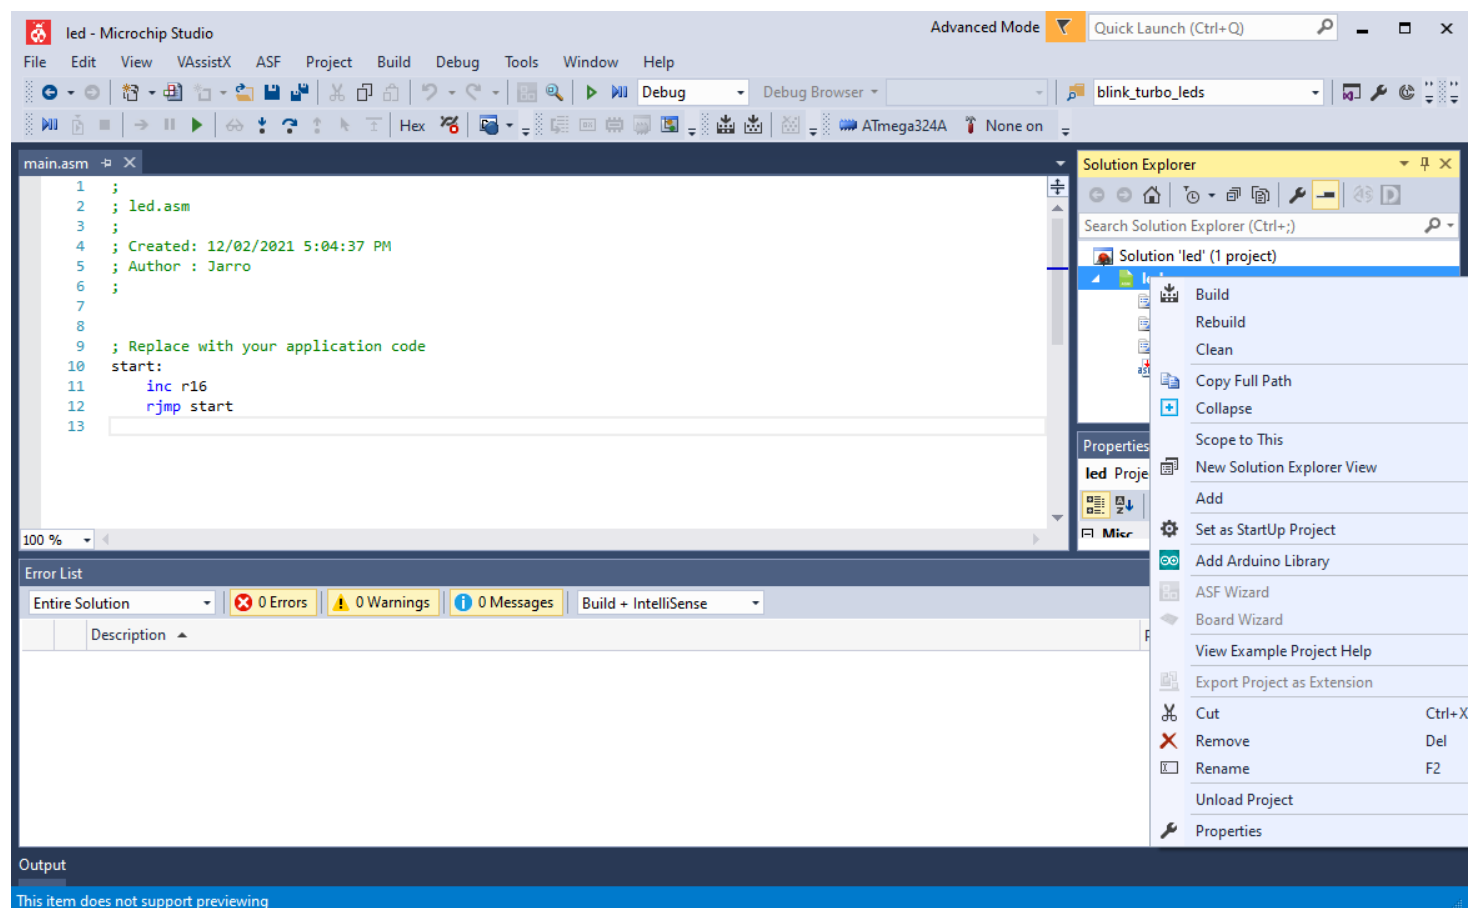 led - Microchip Studio
Advanced Mode
Quick Launch (Ctrl+Q)
File Edit View VAssistX ASF Project Build Debug Tools Window Help
Debug
Debug Browser
blink_turbo_leds
Hex
ATmega324A
None on
main.asm
1 ;
2 ; led.asm
3 ;
4 ; Created: 12/02/2021 5:04:37 PM
5 ; Author : Jarro
6 ;
7
8
9 ; Replace with your application code
10 start:
11 inc r16
12 rjmp start
13
100 %
Solution Explorer
Search Solution Explorer (Ctrl+;)
Solution 'led' (1 project)
Properties
led Proje
Misc
Build
Rebuild
Clean
Copy Full Path
Collapse
Scope to This
New Solution Explorer View
Add
Set as StartUp Project
Add Arduino Library
ASF Wizard
Board Wizard
View Example Project Help
Export Project as Extension
Cut Ctrl+X
Remove Del
Rename F2
Unload Project
Properties
Error List
Entire Solution
0 Errors
0 Warnings
0 Messages
Build + IntelliSense
Description
Output
This item does not support previewing